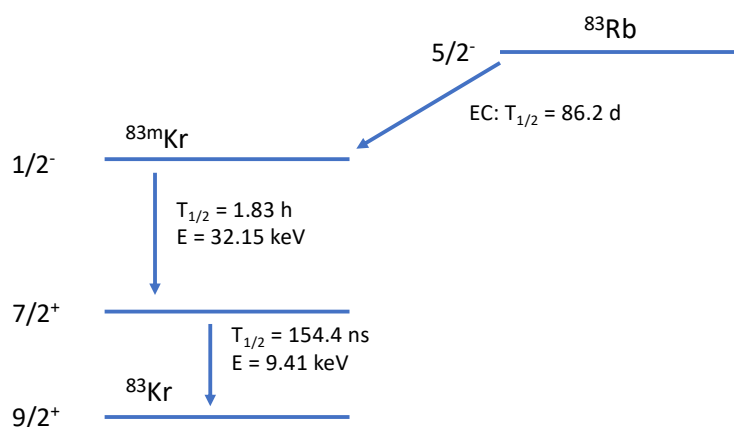 ⁸³Rb
5/2⁻
EC: T₁/₂ = 86.2 d
⁸³ᵐKr
1/2⁻
T₁/₂ = 1.83 h
E = 32.15 keV
7/2⁺
T₁/₂ = 154.4 ns
E = 9.41 keV
⁸³Kr
9/2⁺